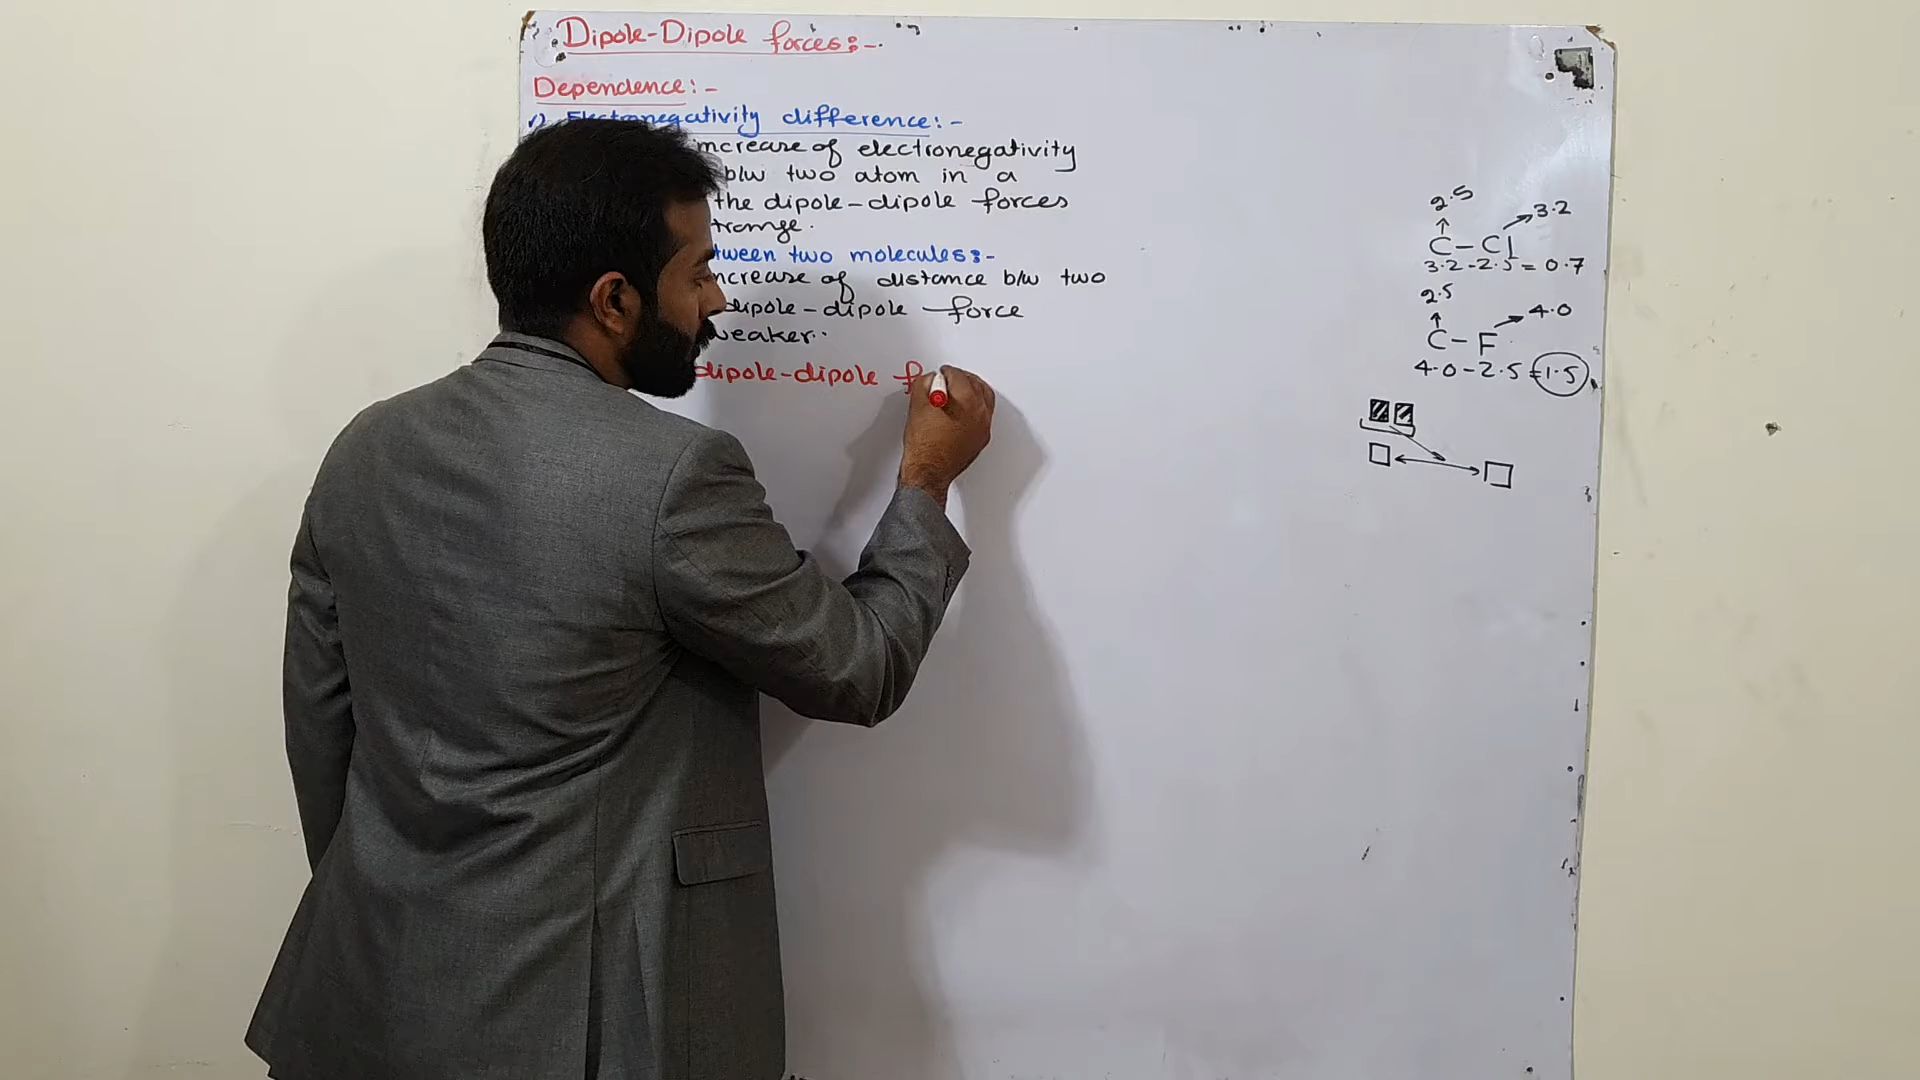 Dipole-Dipole forces:-
Dependence:-
1) Electronegativity difference:-
increase of electronegativity
b/w two atom in a
the dipole-dipole forces
between two molecules:-
increase of distance b/w two
dipole-dipole force
weaker.
dipole-dipole f
2.5
3.2
C-Cl
3.2-2.5=0.7
2.5
4.0
C-F
4.0-2.5=1.5